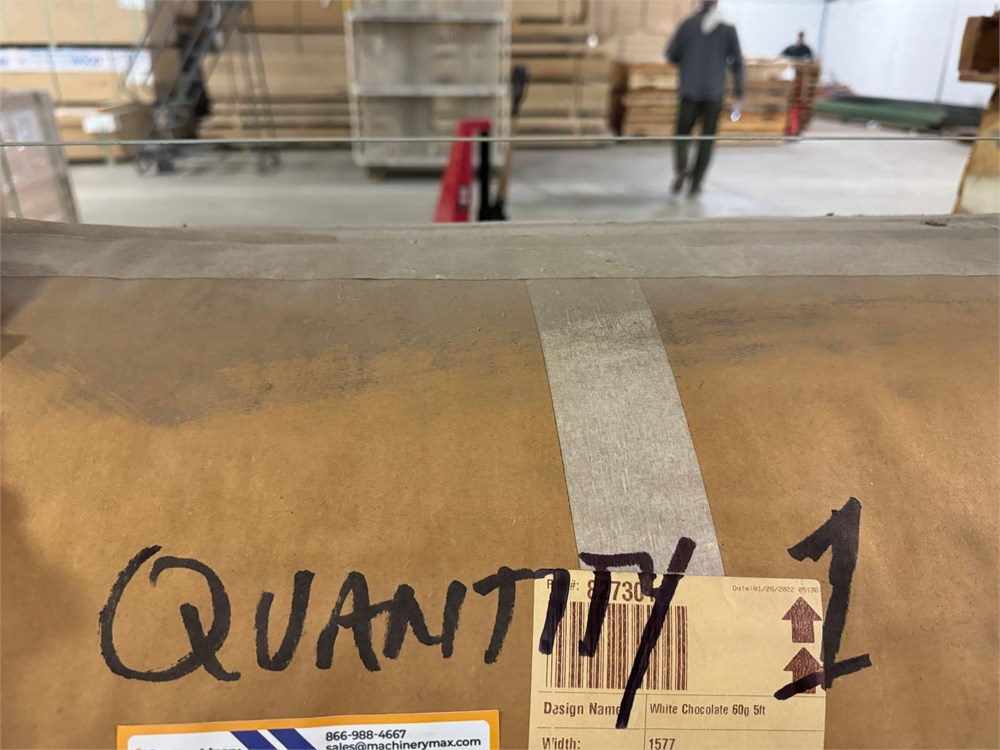 QUANTITY 1
Date:01/26/2022
Design Name
White Chocolate 60g 5ft
Width:
1577
866-988-4667
sales@machinerymax.com